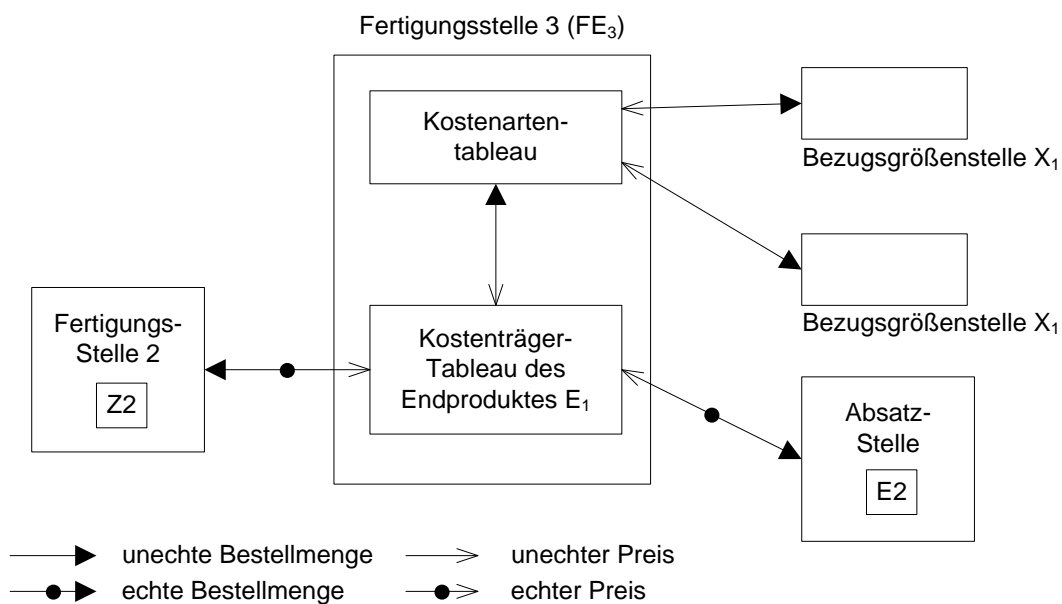 Fertigungsstelle 3 (FE₃)
Kostenarten-
tableau
Bezugsgrößenstelle X₁
Bezugsgrößenstelle X₁
Fertigungs-
Stelle 2
Z2
Kostenträger-
Tableau des
Endproduktes E₁
Absatz-
Stelle
E2
unechte Bestellmenge
unechter Preis
echte Bestellmenge
echter Preis